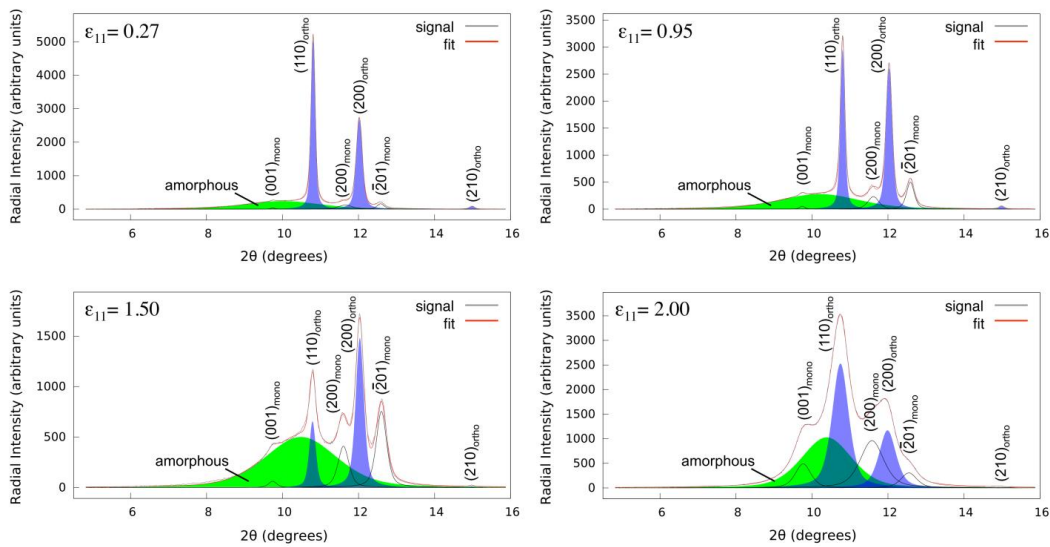 ε11= 0.27
signal
fit
(110)ortho
(200)ortho
(001)mono
(200)mono
(2̄01)mono
(210)ortho
amorphous
Radial Intensity (arbitrary units)
5000
4000
3000
2000
1000
0
6 8 10 12 14 16
2θ (degrees)
ε11= 0.95
signal
fit
(110)ortho
(200)ortho
(001)mono
(200)mono
(2̄01)mono
(210)ortho
amorphous
Radial Intensity (arbitrary units)
3500
3000
2500
2000
1500
1000
500
0
6 8 10 12 14 16
2θ (degrees)
ε11= 1.50
signal
fit
(001)mono
(110)ortho
(200)mono
(200)ortho
(2̄01)mono
(210)ortho
amorphous
Radial Intensity (arbitrary units)
1500
1000
500
0
6 8 10 12 14 16
2θ (degrees)
ε11= 2.00
signal
fit
(001)mono
(110)ortho
(200)mono
(200)ortho
(2̄01)mono
(210)ortho
amorphous
Radial Intensity (arbitrary units)
3500
3000
2500
2000
1500
1000
500
0
6 8 10 12 14 16
2θ (degrees)